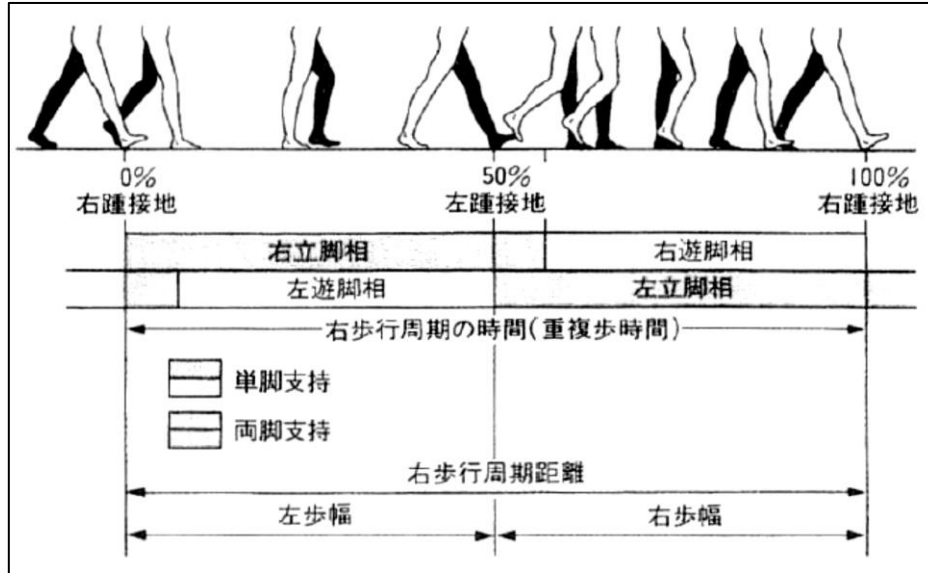 0% 50% 100%
右踵接地 左踵接地 右踵接地
右立脚相 右遊脚相
左遊脚相 左立脚相
右歩行周期の時間(重複歩時間)
単脚支持
両脚支持
右歩行周期距離
左歩幅 右歩幅